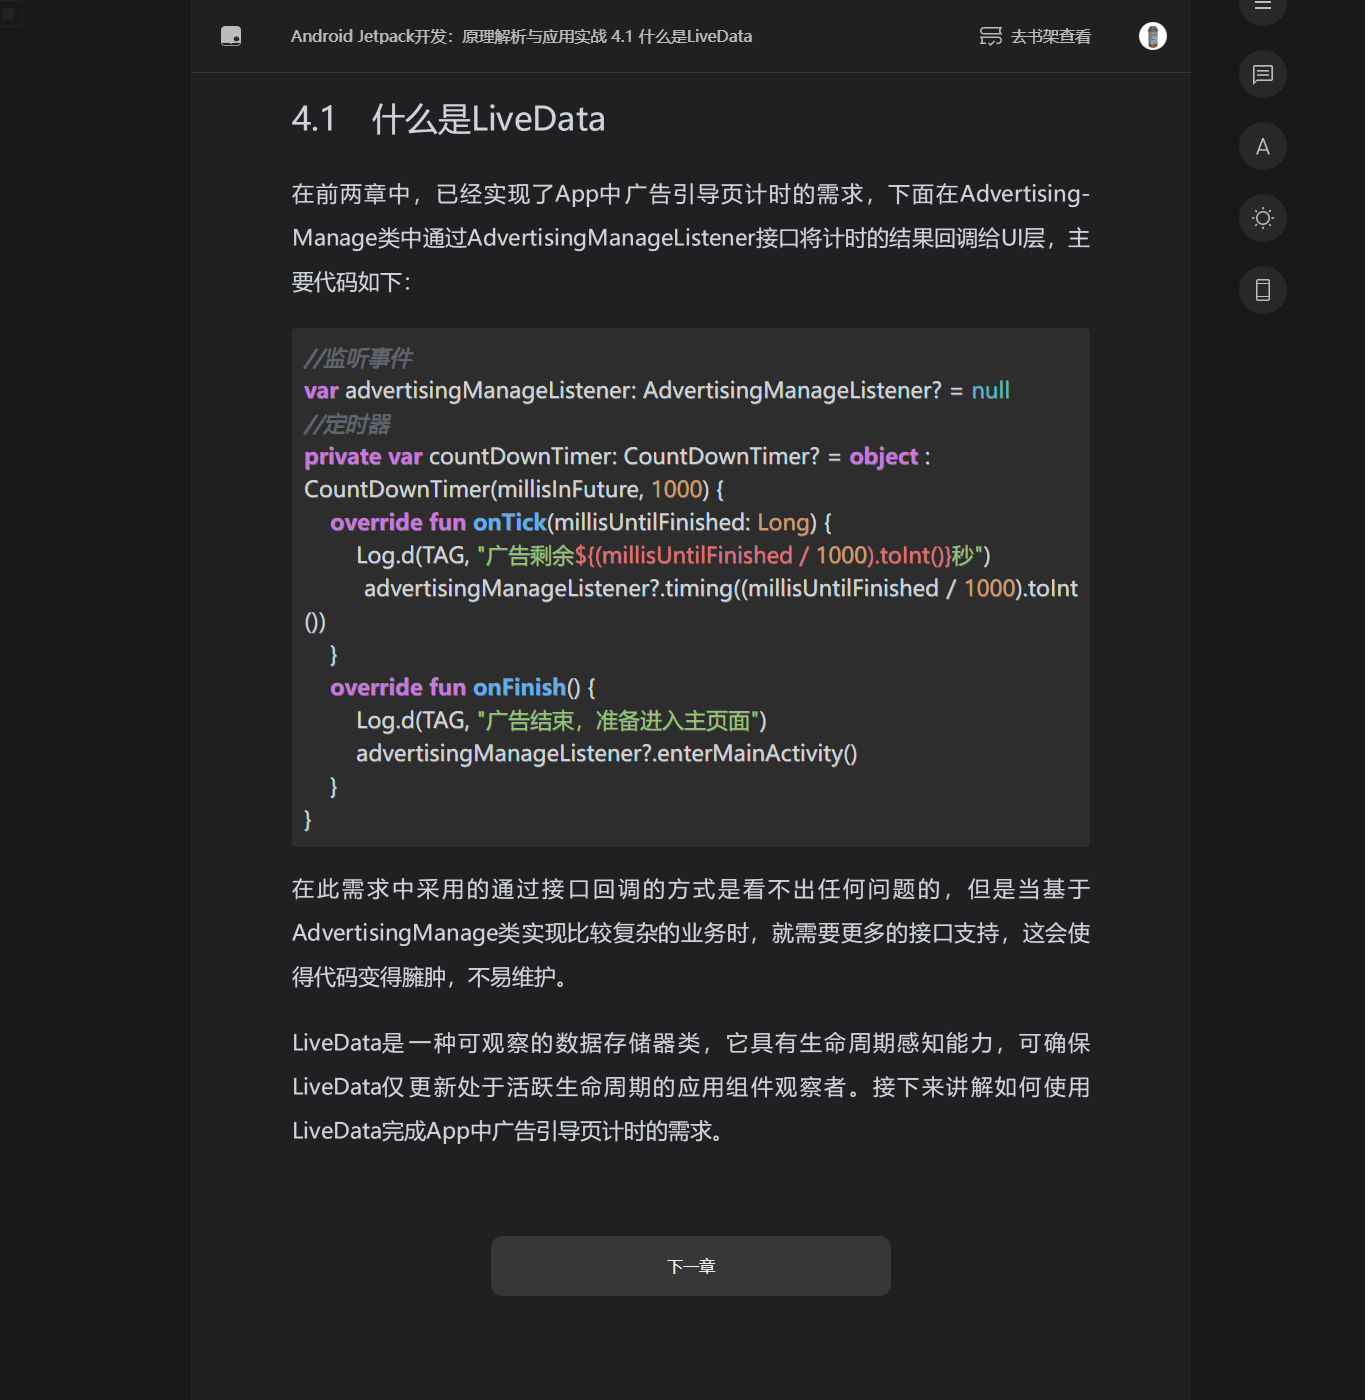 Android Jetpack开发：原理解析与应用实战 4.1 什么是LiveData
去书架查看
4.1 什么是LiveData
A
在前两章中，已经实现了App中广告引导页计时的需求，下面在Advertising-
Manage类中通过AdvertisingManageListener接口将计时的结果回调给UI层，主
要代码如下：
//监听事件
var advertisingManageListener: AdvertisingManageListener? = null
//定时器
private var countDownTimer: CountDownTimer? = object :
CountDownTimer(millisInFuture, 1000) {
    override fun onTick(millisUntilFinished: Long) {
        Log.d(TAG, "广告剩余${(millisUntilFinished / 1000).toInt()}秒")
         advertisingManageListener?.timing((millisUntilFinished / 1000).toInt
())
    }
    override fun onFinish() {
        Log.d(TAG, "广告结束，准备进入主页面")
        advertisingManageListener?.enterMainActivity()
    }
}
在此需求中采用的通过接口回调的方式是看不出任何问题的，但是当基于
AdvertisingManage类实现比较复杂的业务时，就需要更多的接口支持，这会使
得代码变得臃肿，不易维护。
LiveData是一种可观察的数据存储器类，它具有生命周期感知能力，可确保
LiveData仅更新处于活跃生命周期的应用组件观察者。接下来讲解如何使用
LiveData完成App中广告引导页计时的需求。
下一章